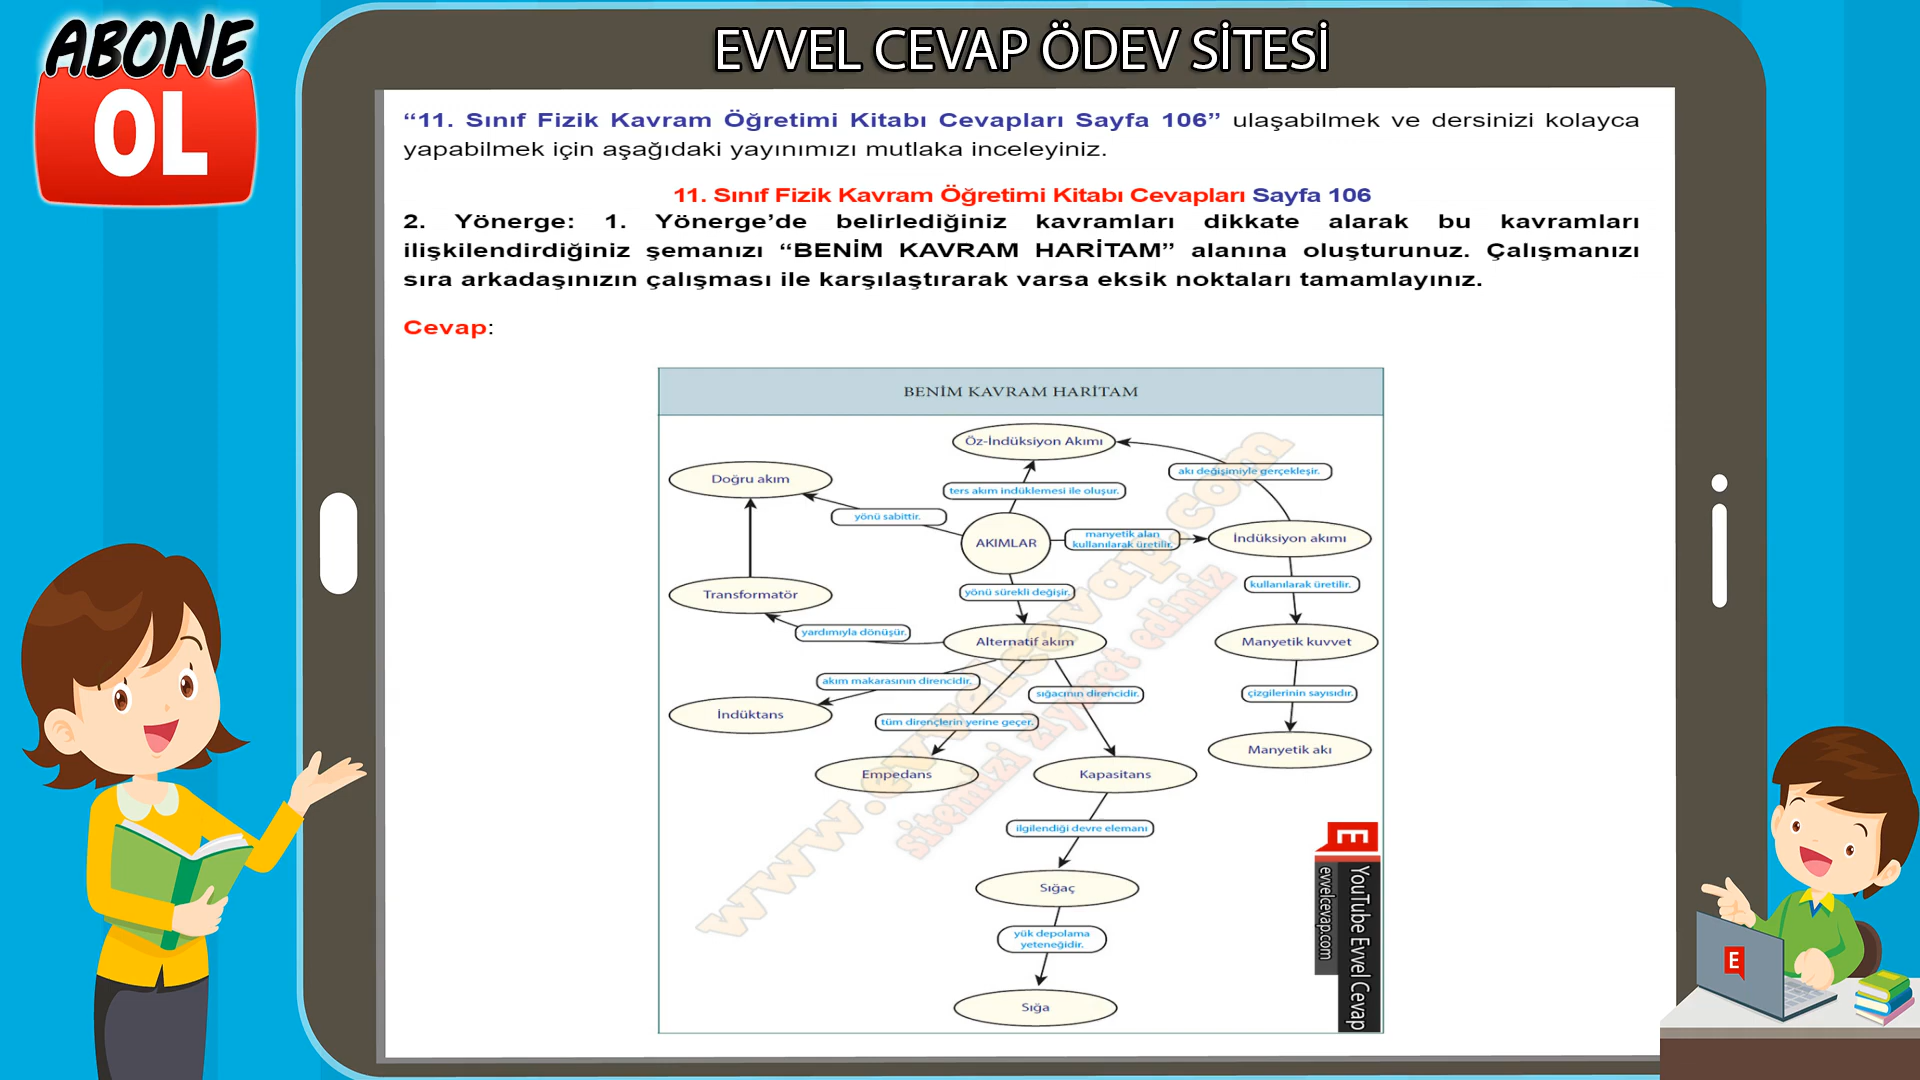 ABONE
OL
EVVEL CEVAP ÖDEV SİTESİ
“11. Sınıf Fizik Kavram Öğretimi Kitabı Cevapları Sayfa 106” ulaşabilmek ve dersinizi kolayca
yapabilmek için aşağıdaki yayınımızı mutlaka inceleyiniz.
11. Sınıf Fizik Kavram Öğretimi Kitabı Cevapları Sayfa 106
2. Yönerge: 1. Yönerge’de belirlediğiniz kavramları dikkate alarak bu kavramları
ilişkilendirdiğiniz şemanızı “BENİM KAVRAM HARİTAM” alanına oluşturunuz. Çalışmanızı
sıra arkadaşınızın çalışması ile karşılaştırarak varsa eksik noktaları tamamlayınız.
Cevap:
BENİM KAVRAM HARİTAM
Öz-İndüksiyon Akımı
akı değişimiyle gerçekleşir.
Doğru akım
ters akım indüklemesi ile oluşur.
yönü sabittir.
AKIMLAR
manyetik alan
kullanılarak üretilir.
İndüksiyon akımı
Transformatör
yönü sürekli değişir.
kullanılarak üretilir.
yardımıyla dönüşür.
Alternatif akım
Manyetik kuvvet
akım makarasının direncidir.
sığacının direncidir.
çizgilerinin sayısıdır.
İndüktans
tüm dirençlerin yerine geçer.
Manyetik akı
Empedans
Kapasitans
ilgilendiği devre elemanı
Sığaç
yük depolama
yeteneğidir.
Sığa
www.evvelcevap.com
sitemizi ziyaret ediniz
E
YouTube Evvel Cevap
evvelcevap.com
E